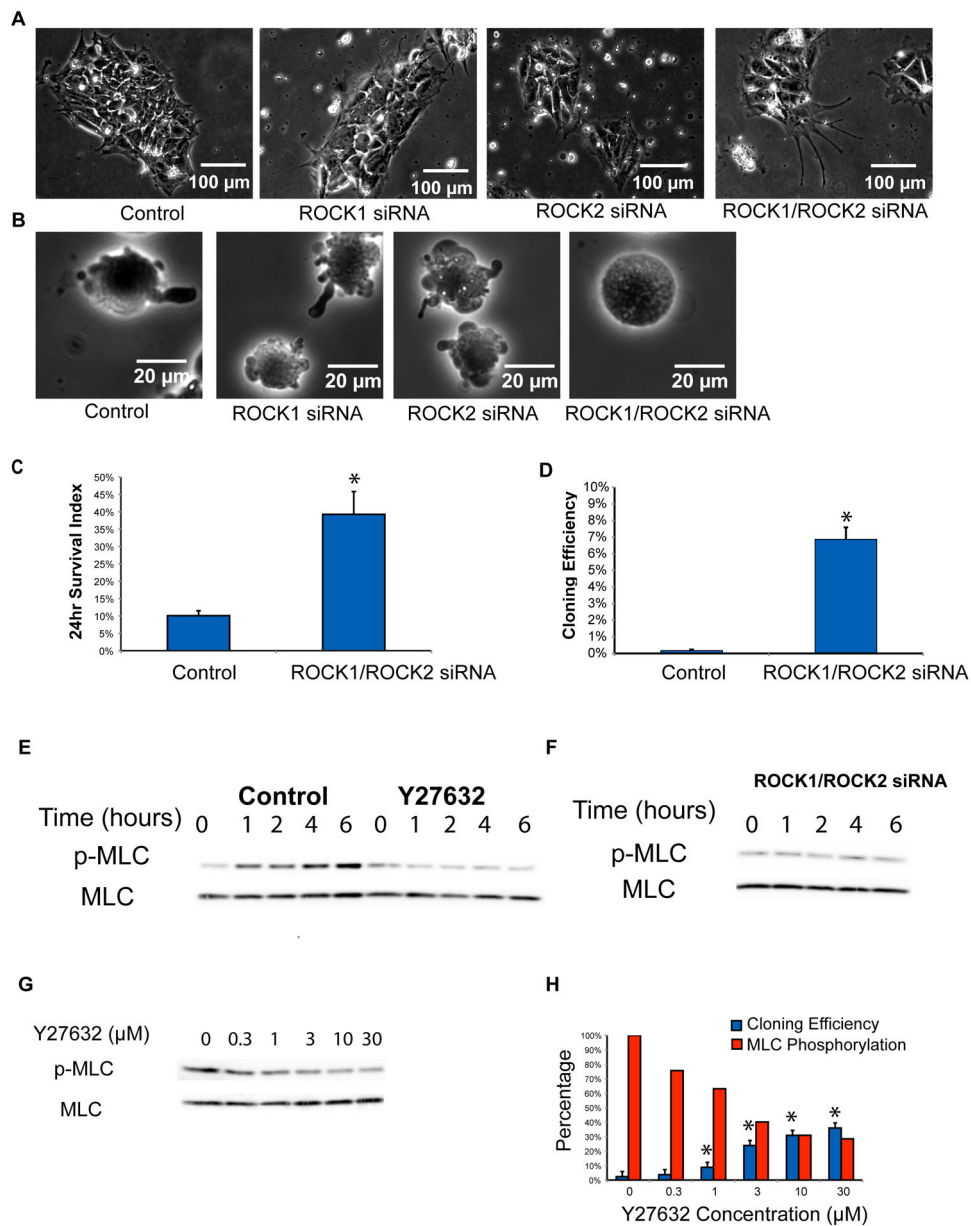 A
100 µm
100 µm
100 µm
100 µm
Control
ROCK1 siRNA
ROCK2 siRNA
ROCK1/ROCK2 siRNA
B
20 µm
20 µm
20 µm
20 µm
Control
ROCK1 siRNA
ROCK2 siRNA
ROCK1/ROCK2 siRNA
C
24hr Survival Index
50%
45%
40%
35%
30%
25%
20%
15%
10%
5%
0%
*
Control
ROCK1/ROCK2 siRNA
D
Cloning Efficiency
10%
9%
8%
7%
6%
5%
4%
3%
2%
1%
0%
*
Control
ROCK1/ROCK2 siRNA
E
Control Y27632
Time (hours) 0 1 2 4 6 0 1 2 4 6
p-MLC
MLC
F
ROCK1/ROCK2 siRNA
Time (hours) 0 1 2 4 6
p-MLC
MLC
G
Y27632 (µM) 0 0.3 1 3 10 30
p-MLC
MLC
H
Cloning Efficiency
MLC Phosphorylation
Percentage
100%
90%
80%
70%
60%
50%
40%
30%
20%
10%
0%
* * * *
0 0.3 1 3 10 30
Y27632 Concentration (µM)